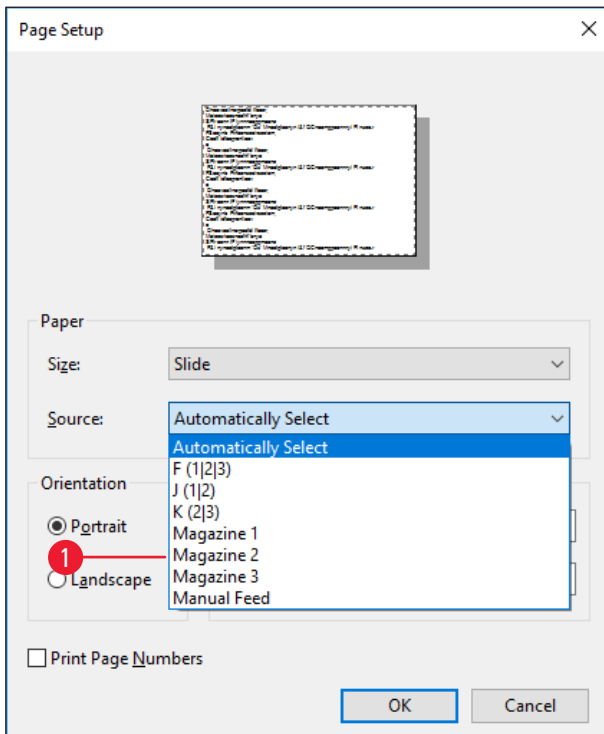 Page Setup
Paper
Size: Slide
Source: Automatically Select
Automatically Select
F (1|2|3)
J (1|2)
K (2|3)
Magazine 1
Magazine 2
Magazine 3
Manual Feed
Orientation
Portrait
1
Landscape
Print Page Numbers
OK Cancel